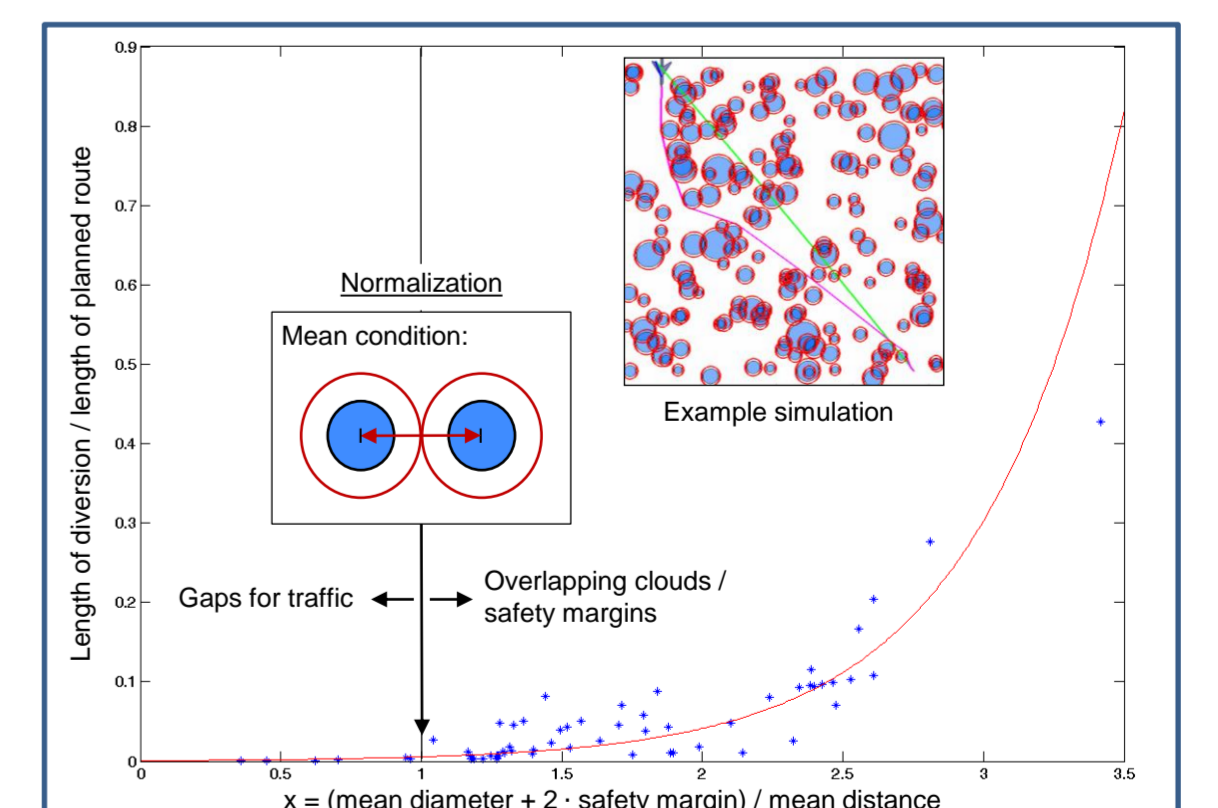 0.9
0.8
0.7
0.6
0.5
0.4
0.3
0.2
0.1
0
Length of diversion / length of planned route
Normalization
Mean condition:
Example simulation
Gaps for traffic
Overlapping clouds /
safety margins
0 0.5 1 1.5 2 2.5 3 3.5
x = (mean diameter + 2 · safety margin) / mean distance